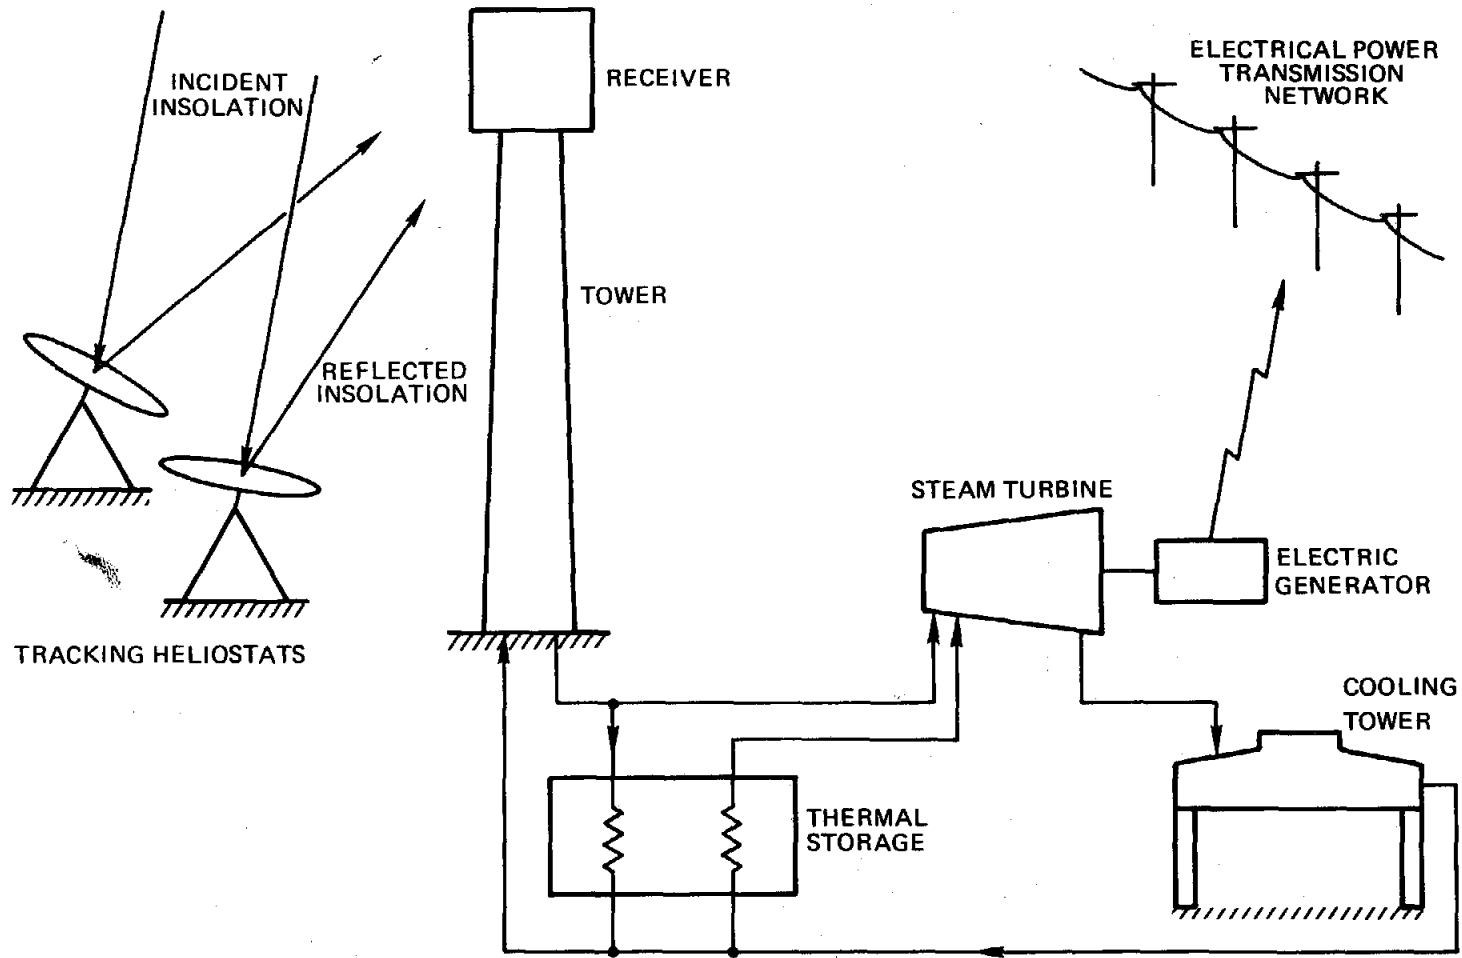 INCIDENT
INSOLATION
RECEIVER
ELECTRICAL POWER
TRANSMISSION
NETWORK
TOWER
REFLECTED
INSOLATION
STEAM TURBINE
ELECTRIC
GENERATOR
TRACKING HELIOSTATS
COOLING
TOWER
THERMAL
STORAGE